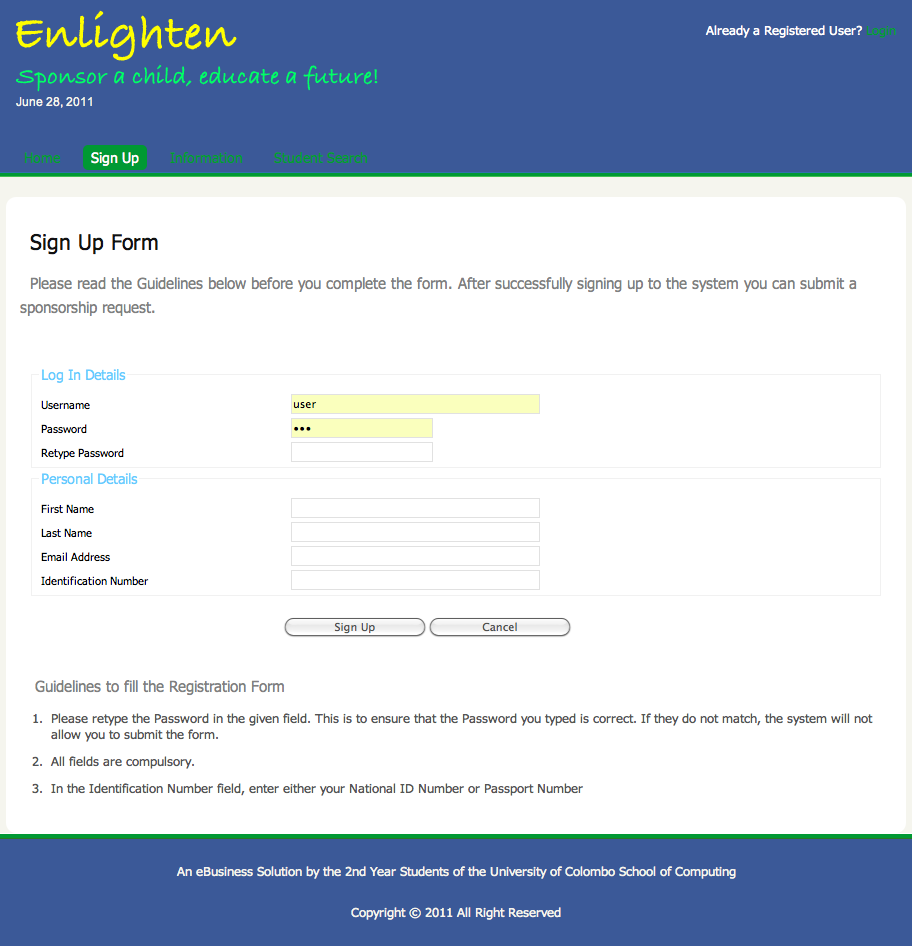 Enlighten
Already a Registered User? Login
Sponsor a child, educate a future!
June 28, 2011
Home Sign Up Information Student Search
Sign Up Form
Please read the Guidelines below before you complete the form. After successfully signing up to the system you can submit a
sponsorship request.
Log In Details
Username user
Password •••
Retype Password
Personal Details
First Name
Last Name
Email Address
Identification Number
Sign Up Cancel
Guidelines to fill the Registration Form
1. Please retype the Password in the given field. This is to ensure that the Password you typed is correct. If they do not match, the system will not
allow you to submit the form.
2. All fields are compulsory.
3. In the Identification Number field, enter either your National ID Number or Passport Number
An eBusiness Solution by the 2nd Year Students of the University of Colombo School of Computing
Copyright © 2011 All Right Reserved